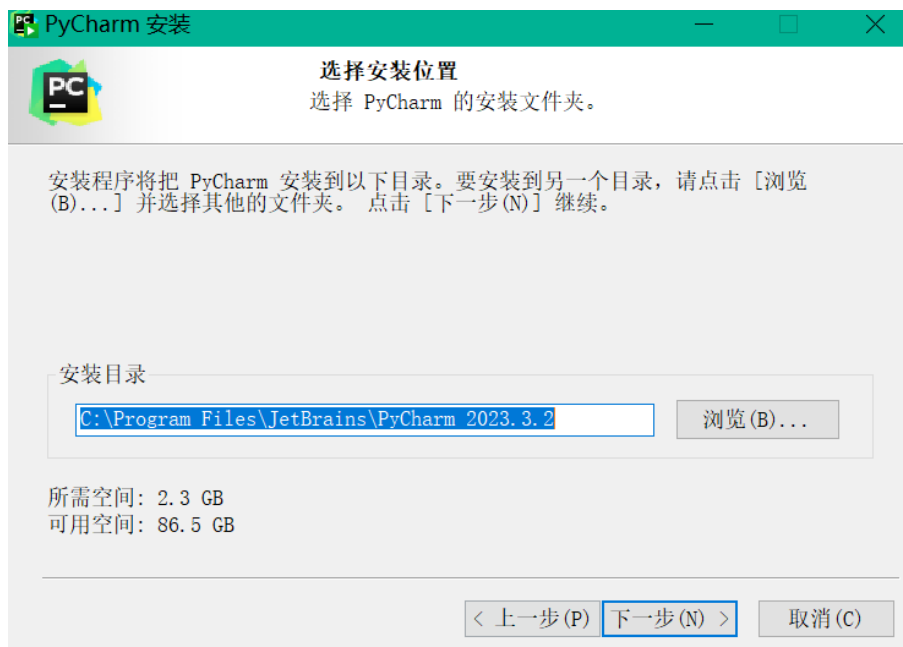 PyCharm 安装
PC
选择安装位置
选择 PyCharm 的安装文件夹。
安装程序将把 PyCharm 安装到以下目录。要安装到另一个目录，请点击 [浏览
(B)...] 并选择其他的文件夹。 点击 [下一步(N)] 继续。
安装目录
C:\Program Files\JetBrains\PyCharm 2023.3.2
浏览(B)...
所需空间: 2.3 GB
可用空间: 86.5 GB
< 上一步(P)
下一步(N) >
取消(C)